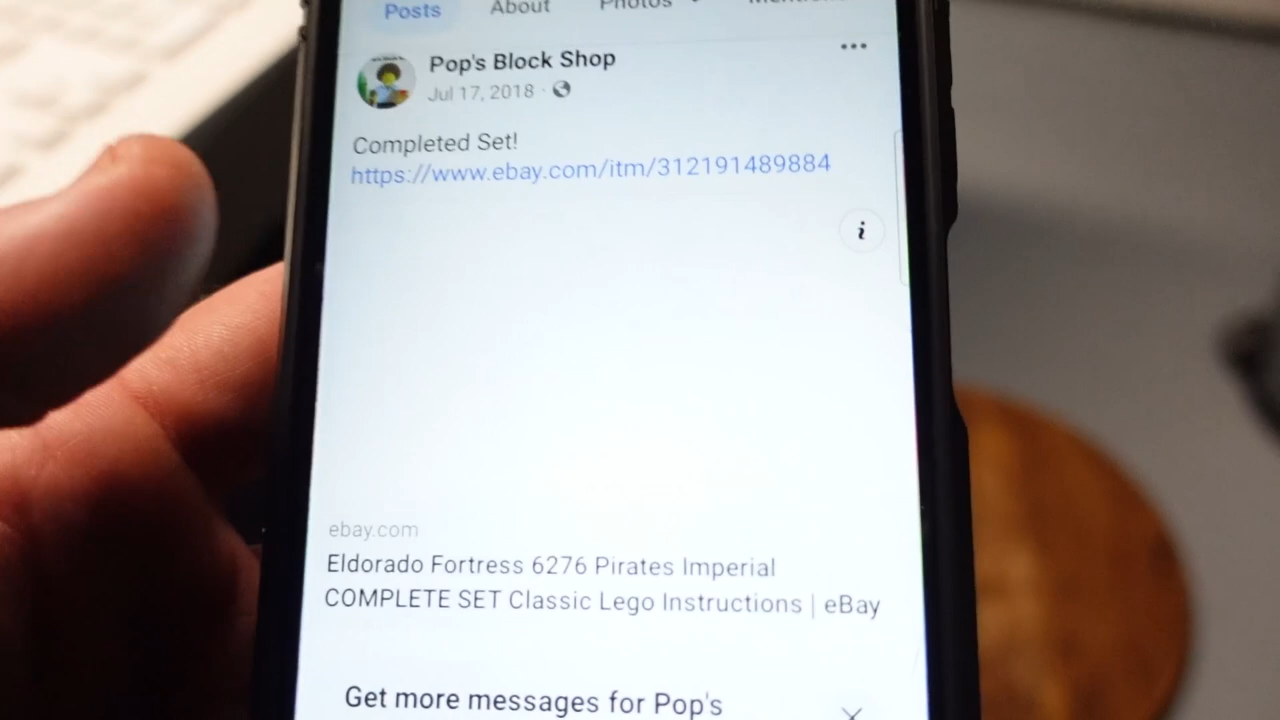 Posts About Photos
Pop's Block Shop
Jul 17, 2018 ·
Completed Set!
https://www.ebay.com/itm/312191489884
i
ebay.com
Eldorado Fortress 6276 Pirates Imperial
COMPLETE SET Classic Lego Instructions | eBay
Get more messages for Pop's